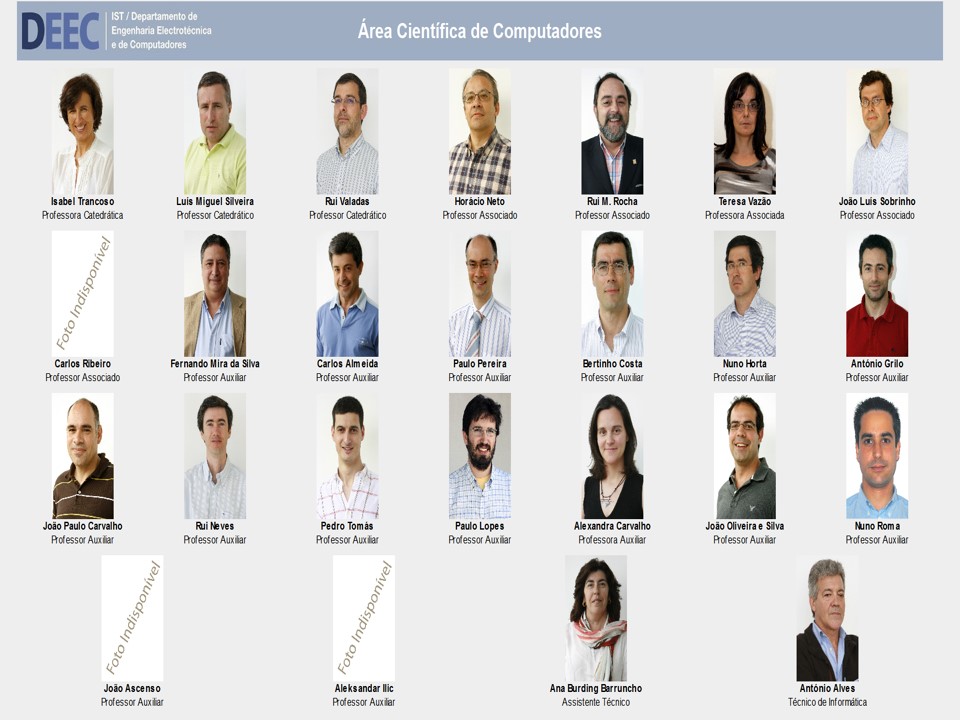 DEEC
IST / Departamento de
Engenharia Electrotécnica
e de Computadores
Área Científica de Computadores
Isabel Trancoso
Professora Catedrática
Luís Miguel Silveira
Professor Catedrático
Rui Valadas
Professor Catedrático
Horácio Neto
Professor Associado
Rui M. Rocha
Professor Associado
Teresa Vazão
Professora Associada
João Luis Sobrinho
Professor Associado
Foto Indisponível
Carlos Ribeiro
Professor Associado
Fernando Mira da Silva
Professor Auxiliar
Carlos Almeida
Professor Auxiliar
Paulo Pereira
Professor Auxiliar
Bertinho Costa
Professor Auxiliar
Nuno Horta
Professor Auxiliar
António Grilo
Professor Auxiliar
João Paulo Carvalho
Professor Auxiliar
Rui Neves
Professor Auxiliar
Pedro Tomás
Professor Auxiliar
Paulo Lopes
Professor Auxiliar
Alexandra Carvalho
Professora Auxiliar
João Oliveira e Silva
Professor Auxiliar
Nuno Roma
Professor Auxiliar
Foto Indisponível
João Ascenso
Professor Auxiliar
Foto Indisponível
Aleksandar Ilic
Professor Auxiliar
Ana Burding Barruncho
Assistente Técnico
António Alves
Técnico de Informática